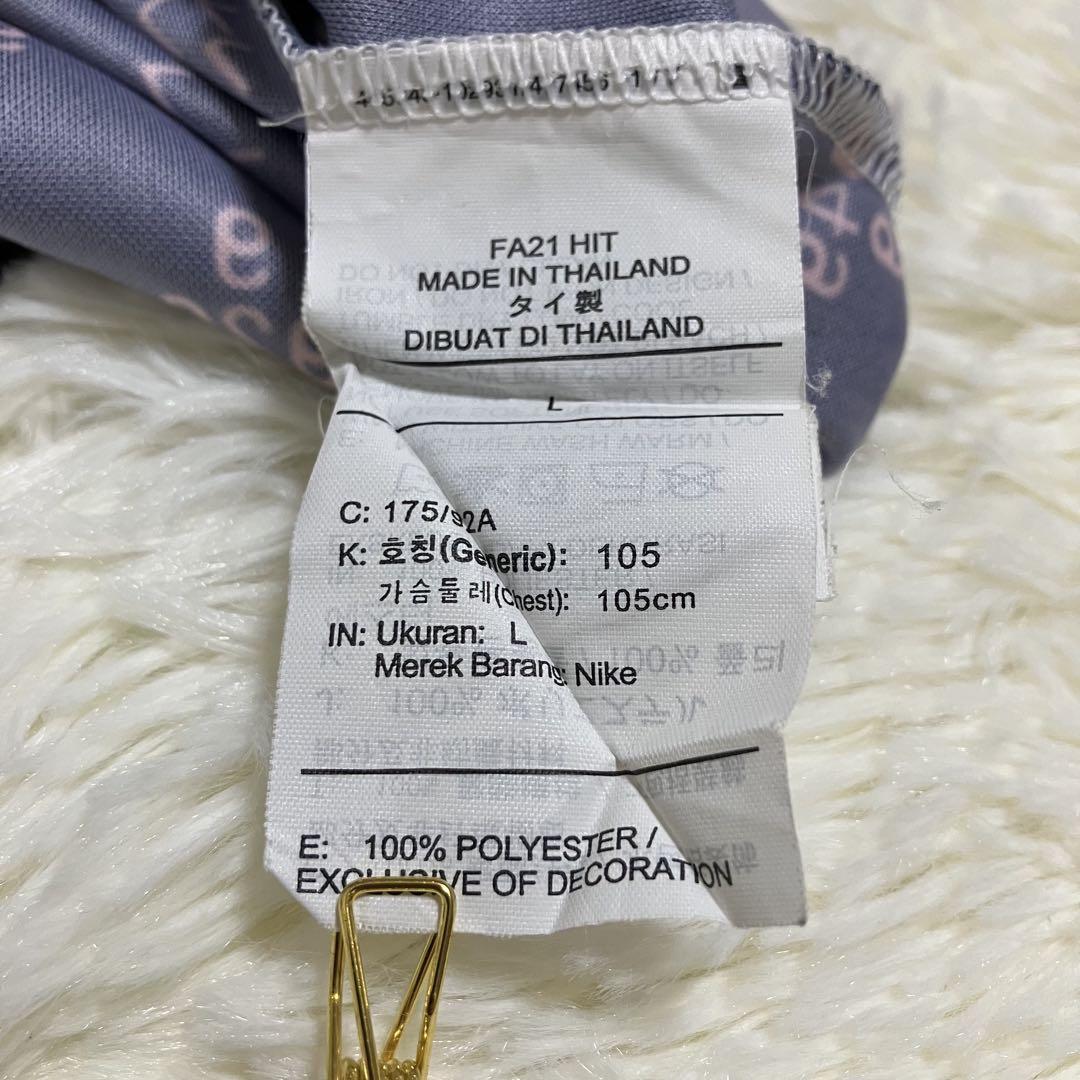 FA21 HIT
MADE IN THAILAND
タイ製
DIBUAT DI THAILAND
L
C: 175/92A
K: 호칭(Generic): 105
가슴둘레(Chest): 105cm
IN: Ukuran: L
Merek Barang: Nike
E: 100% POLYESTER /
EXCLUSIVE OF DECORATION